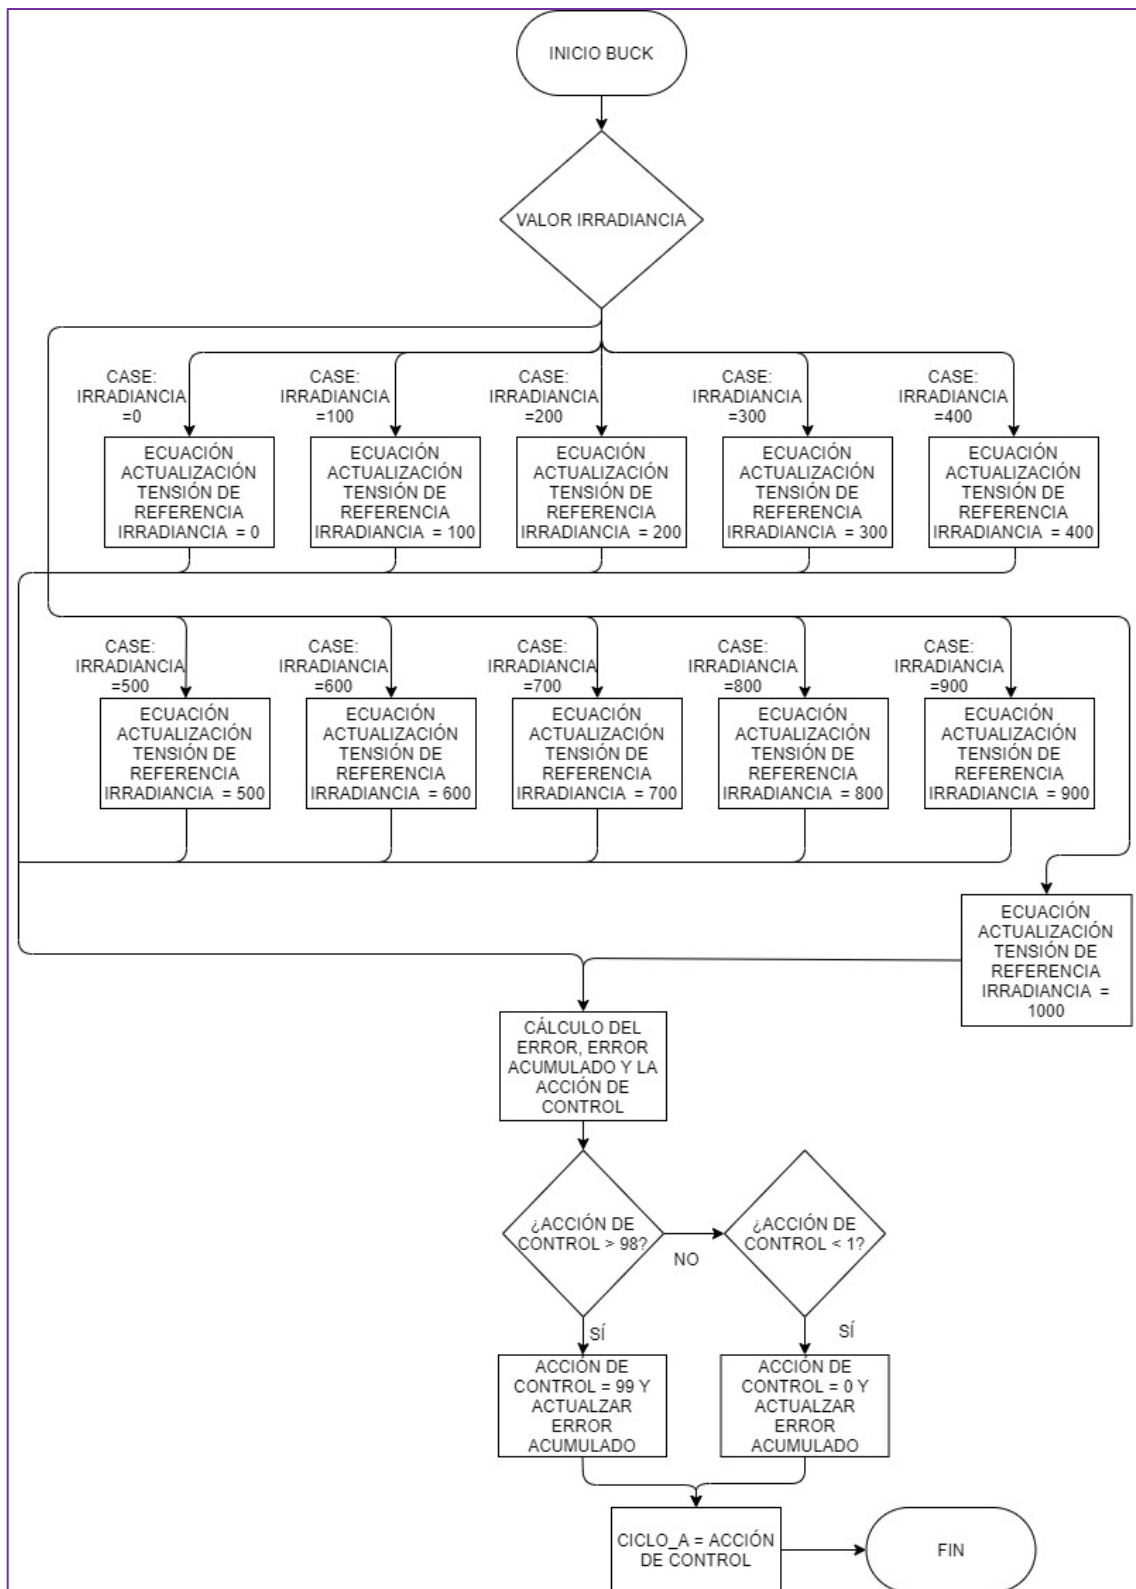 INICIO BUCK
VALOR IRRADIANCIA
CASE:
IRRADIANCIA
=0
CASE:
IRRADIANCIA
=100
CASE:
IRRADIANCIA
=200
CASE:
IRRADIANCIA
=300
CASE:
IRRADIANCIA
=400
ECUACIÓN
ACTUALIZACIÓN
TENSIÓN DE
REFERENCIA
IRRADIANCIA = 0
ECUACIÓN
ACTUALIZACIÓN
TENSIÓN DE
REFERENCIA
IRRADIANCIA = 100
ECUACIÓN
ACTUALIZACIÓN
TENSIÓN DE
REFERENCIA
IRRADIANCIA = 200
ECUACIÓN
ACTUALIZACIÓN
TENSIÓN DE
REFERENCIA
IRRADIANCIA = 300
ECUACIÓN
ACTUALIZACIÓN
TENSIÓN DE
REFERENCIA
IRRADIANCIA = 400
CASE:
IRRADIANCIA
=500
CASE:
IRRADIANCIA
=600
CASE:
IRRADIANCIA
=700
CASE:
IRRADIANCIA
=800
CASE:
IRRADIANCIA
=900
ECUACIÓN
ACTUALIZACIÓN
TENSIÓN DE
REFERENCIA
IRRADIANCIA = 500
ECUACIÓN
ACTUALIZACIÓN
TENSIÓN DE
REFERENCIA
IRRADIANCIA = 600
ECUACIÓN
ACTUALIZACIÓN
TENSIÓN DE
REFERENCIA
IRRADIANCIA = 700
ECUACIÓN
ACTUALIZACIÓN
TENSIÓN DE
REFERENCIA
IRRADIANCIA = 800
ECUACIÓN
ACTUALIZACIÓN
TENSIÓN DE
REFERENCIA
IRRADIANCIA = 900
ECUACIÓN
ACTUALIZACIÓN
TENSIÓN DE
REFERENCIA
IRRADIANCIA =
1000
CÁLCULO DEL
ERROR, ERROR
ACUMULADO Y LA
ACCIÓN DE
CONTROL
¿ACCIÓN DE
CONTROL > 98?
NO
¿ACCIÓN DE
CONTROL < 1?
SÍ
SÍ
ACCIÓN DE
CONTROL = 99 Y
ACTUALZAR
ERROR
ACUMULADO
ACCIÓN DE
CONTROL = 0 Y
ACTUALZAR
ERROR
ACUMULADO
CICLO_A = ACCIÓN
DE CONTROL
FIN